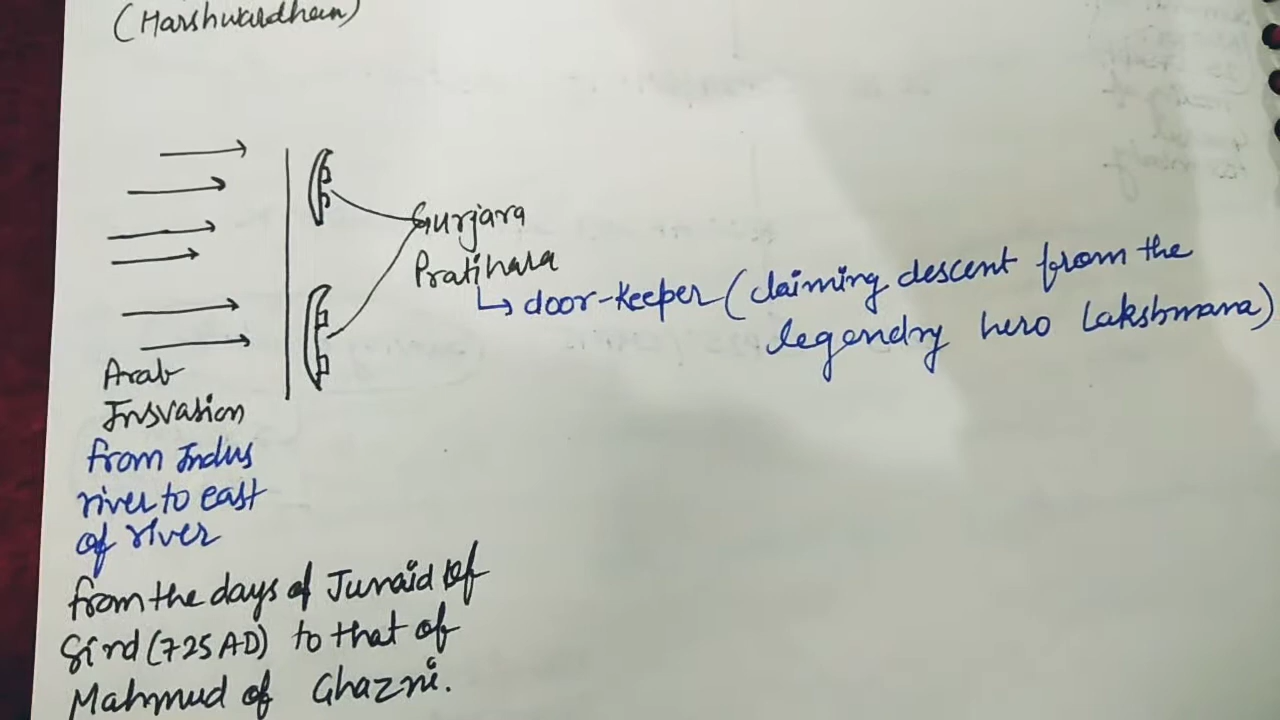 (Harshwardhan)
Gurjara
Pratihara
↳ door-keeper (claiming descent from the
legendry hero Lakshmana)
Arab
Insvasion
from Indus
river to east
of river
from the days of Junaid of
Sind (725 AD) to that of
Mahmud of Ghazni.